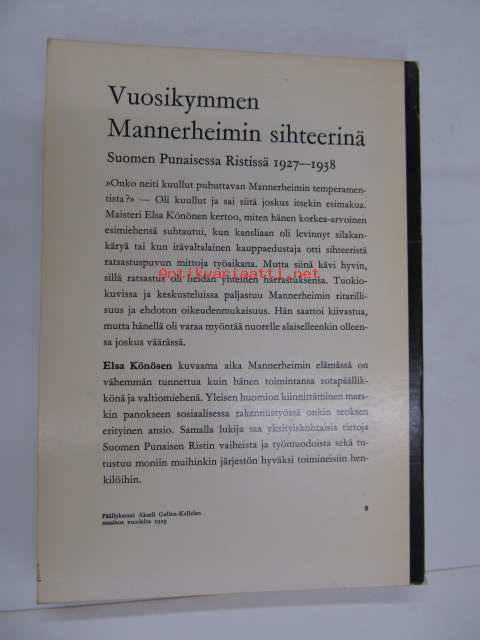 Vuosikymmen
Mannerheimin sihteerinä
Suomen Punaisessa Ristissä 1927—1938
»Onko neiti kuullut puhuttavan Mannerheimin temperamen-
tista?» — Oli kuullut ja sai siitä joskus itsekin esimakua.
Maisteri Elsa Könönen kertoo, miten hänen korkea-arvoinen
esimiehensä suhtautui, kun kansliaan oli levinnyt silakan-
käryä tai kun itävaltalainen kauppaedustaja otti sihteeristä
ratsastuspuvun mittoja työaikana. Mutta siinä kävi hyvin,
sillä ratsastus oli heidän yhteinen harrastuksensa. Tuokio-
Antikvariaatti.net
kuvissa ja keskusteluissa paljastuu Mannerheimin ritarilli-
suus ja ehdoton oikeudenmukaisuus. Hän saattoi kiivastua,
mutta hänellä oli varaa myöntää nuorelle alaiselleenkin olleen-
sa joskus väärässä.
Elsa Könösen kuvaama aika Mannerheimin elämässä on
vähemmän tunnettua kuin hänen toimintansa sotapäällik-
könä ja valtiomiehenä. Yleisen huomion kiinnittäminen mars-
kin panokseen sosiaalisessa rakennustyössä onkin teoksen
erityinen ansio. Samalla lukija saa yksityiskohtaisia tietoja
Suomen Punaisen Ristin vaiheista ja työmuodoista sekä tu-
tustuu moniin muihinkin järjestön hyväksi toimineisiin hen-
kilöihin.
Päällyksessä Akseli Gallen-Kallelan
maalaus vuodelta 1929
9